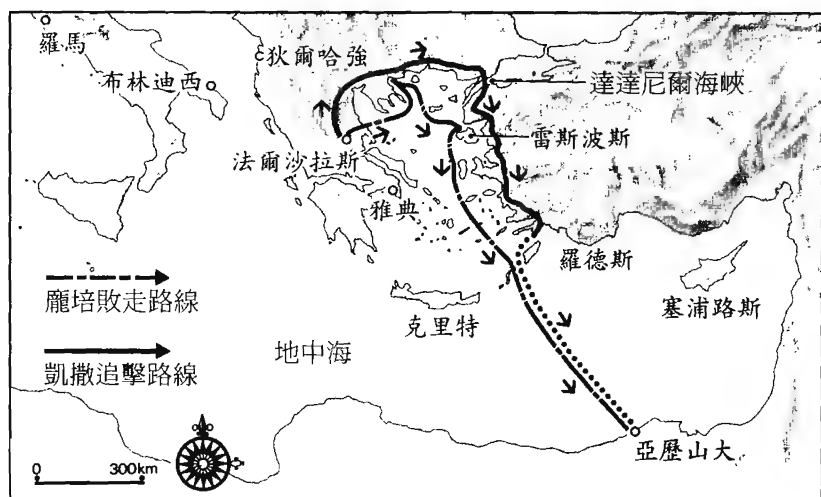 羅馬
狄爾哈強
布林迪西
達達尼爾海峽
雷斯波斯
法爾沙拉斯
雅典
羅德斯
塞浦路斯
克里特
龐培敗走路線
地中海
凱撒追擊路線
亞歷山大
0 300km